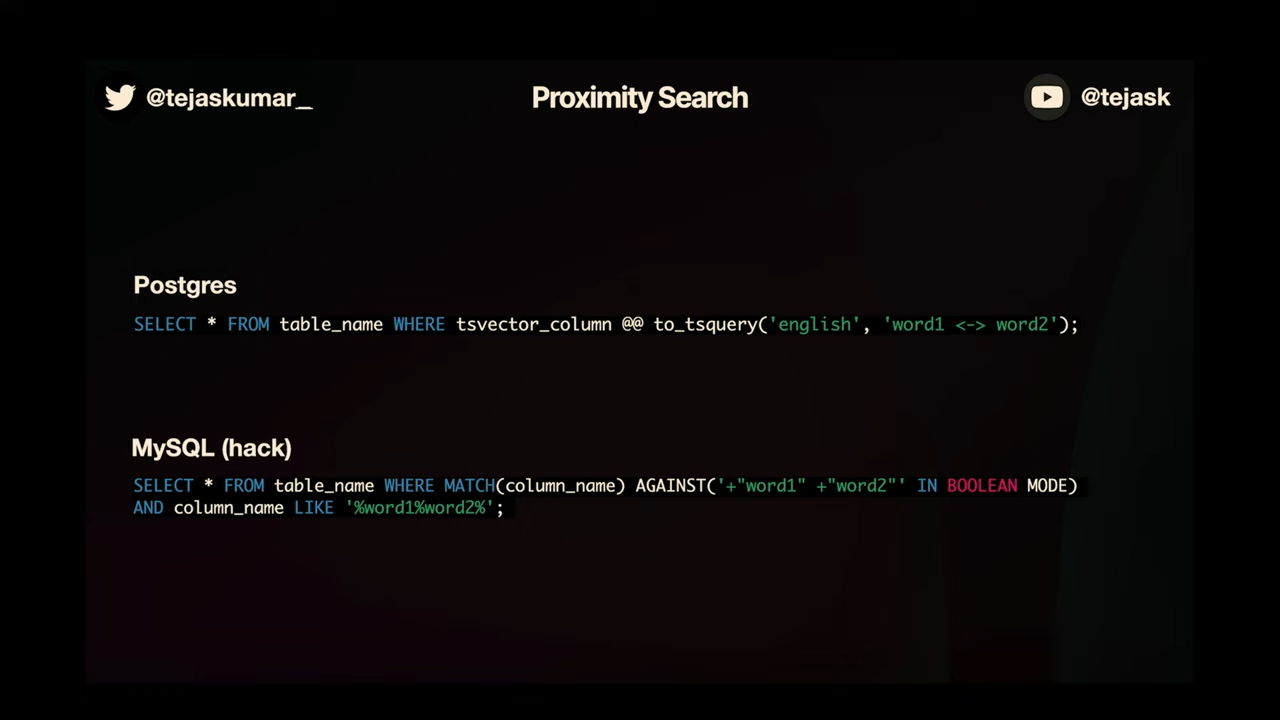 @tejaskumar_
Proximity Search
@tejask
Postgres
SELECT * FROM table_name WHERE tsvector_column @@ to_tsquery('english', 'word1 <-> word2');
MySQL (hack)
SELECT * FROM table_name WHERE MATCH(column_name) AGAINST('+"word1" +"word2"' IN BOOLEAN MODE)
AND column_name LIKE '%word1%word2%';